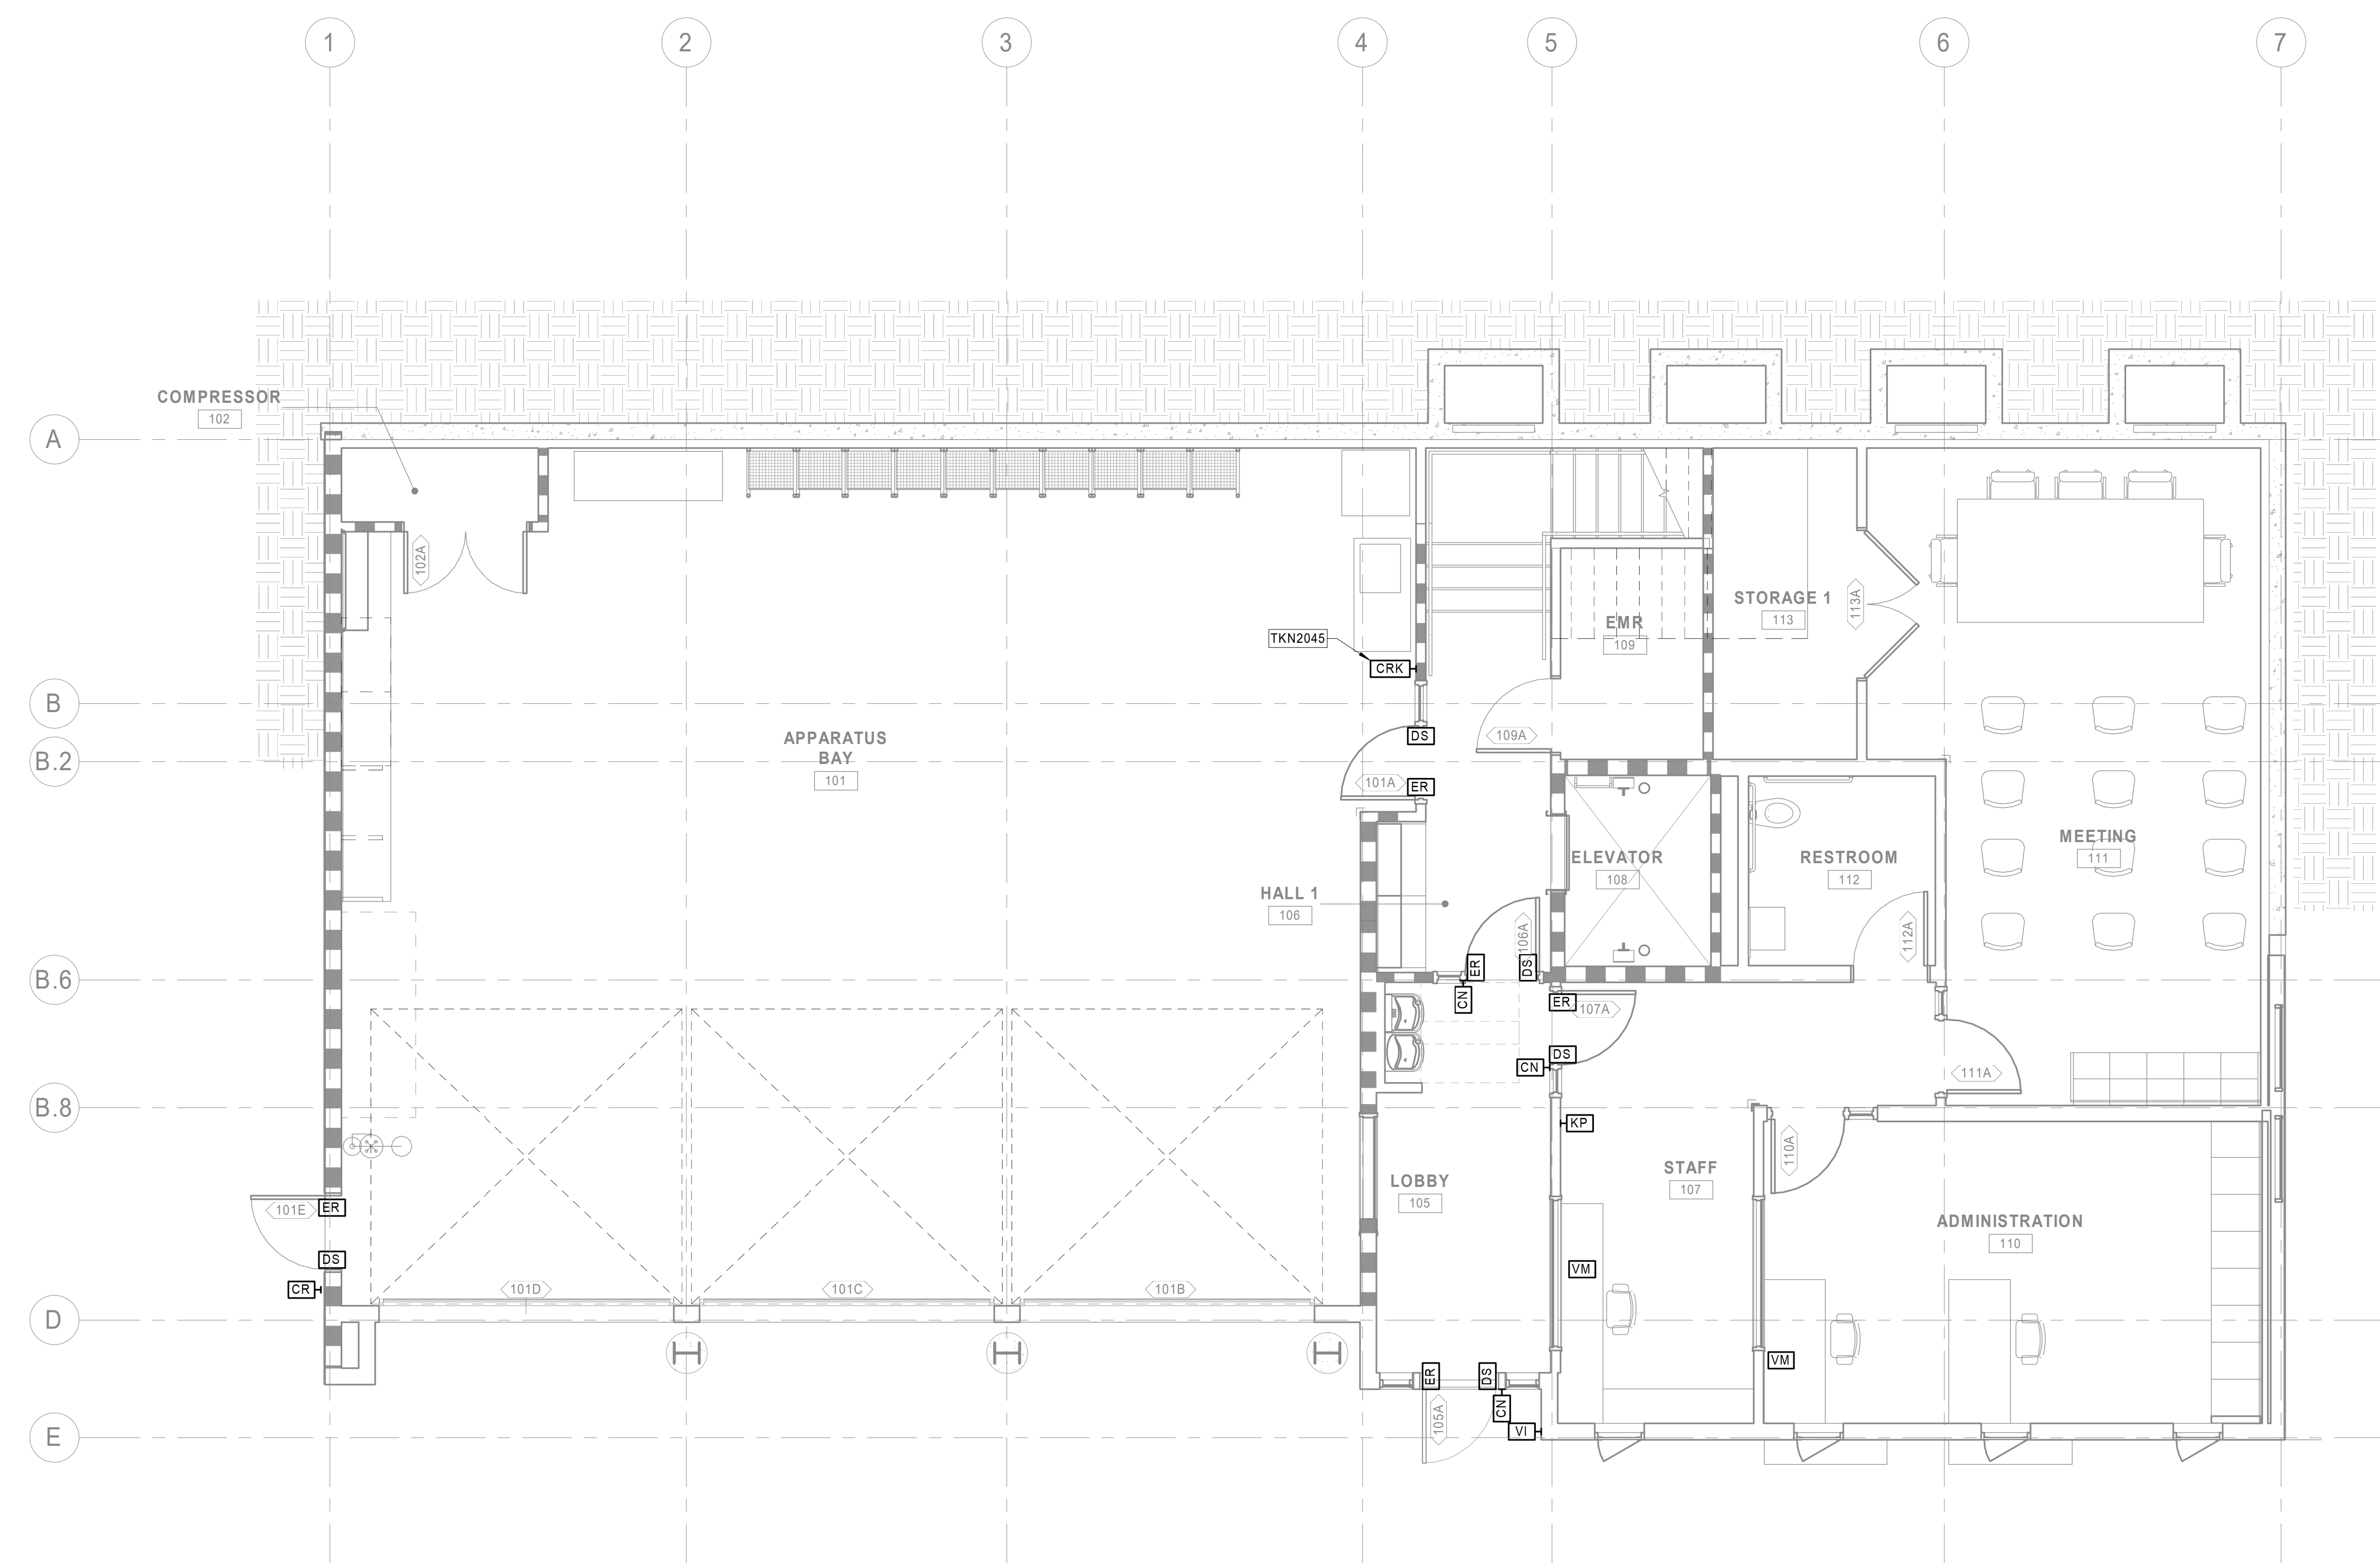 1
2
3
4
5
6
7
COMPRESSOR
102
A
102A
STORAGE 1
113
113A
EMR
109
TKN2045
CRK
B
DS
109A
APPARATUS
BAY
101
B.2
101A
ER
MEETING
111
ELEVATOR
108
RESTROOM
112
HALL 1
106
106A
112A
ER
DS
B.6
CN
ER
107A
DS
CN
111A
B.8
KP
110A
STAFF
107
LOBBY
105
101E
ER
ADMINISTRATION
110
DS
VM
CR
101D
101C
101B
D
VM
ER
DS
CN
105A
VI
E